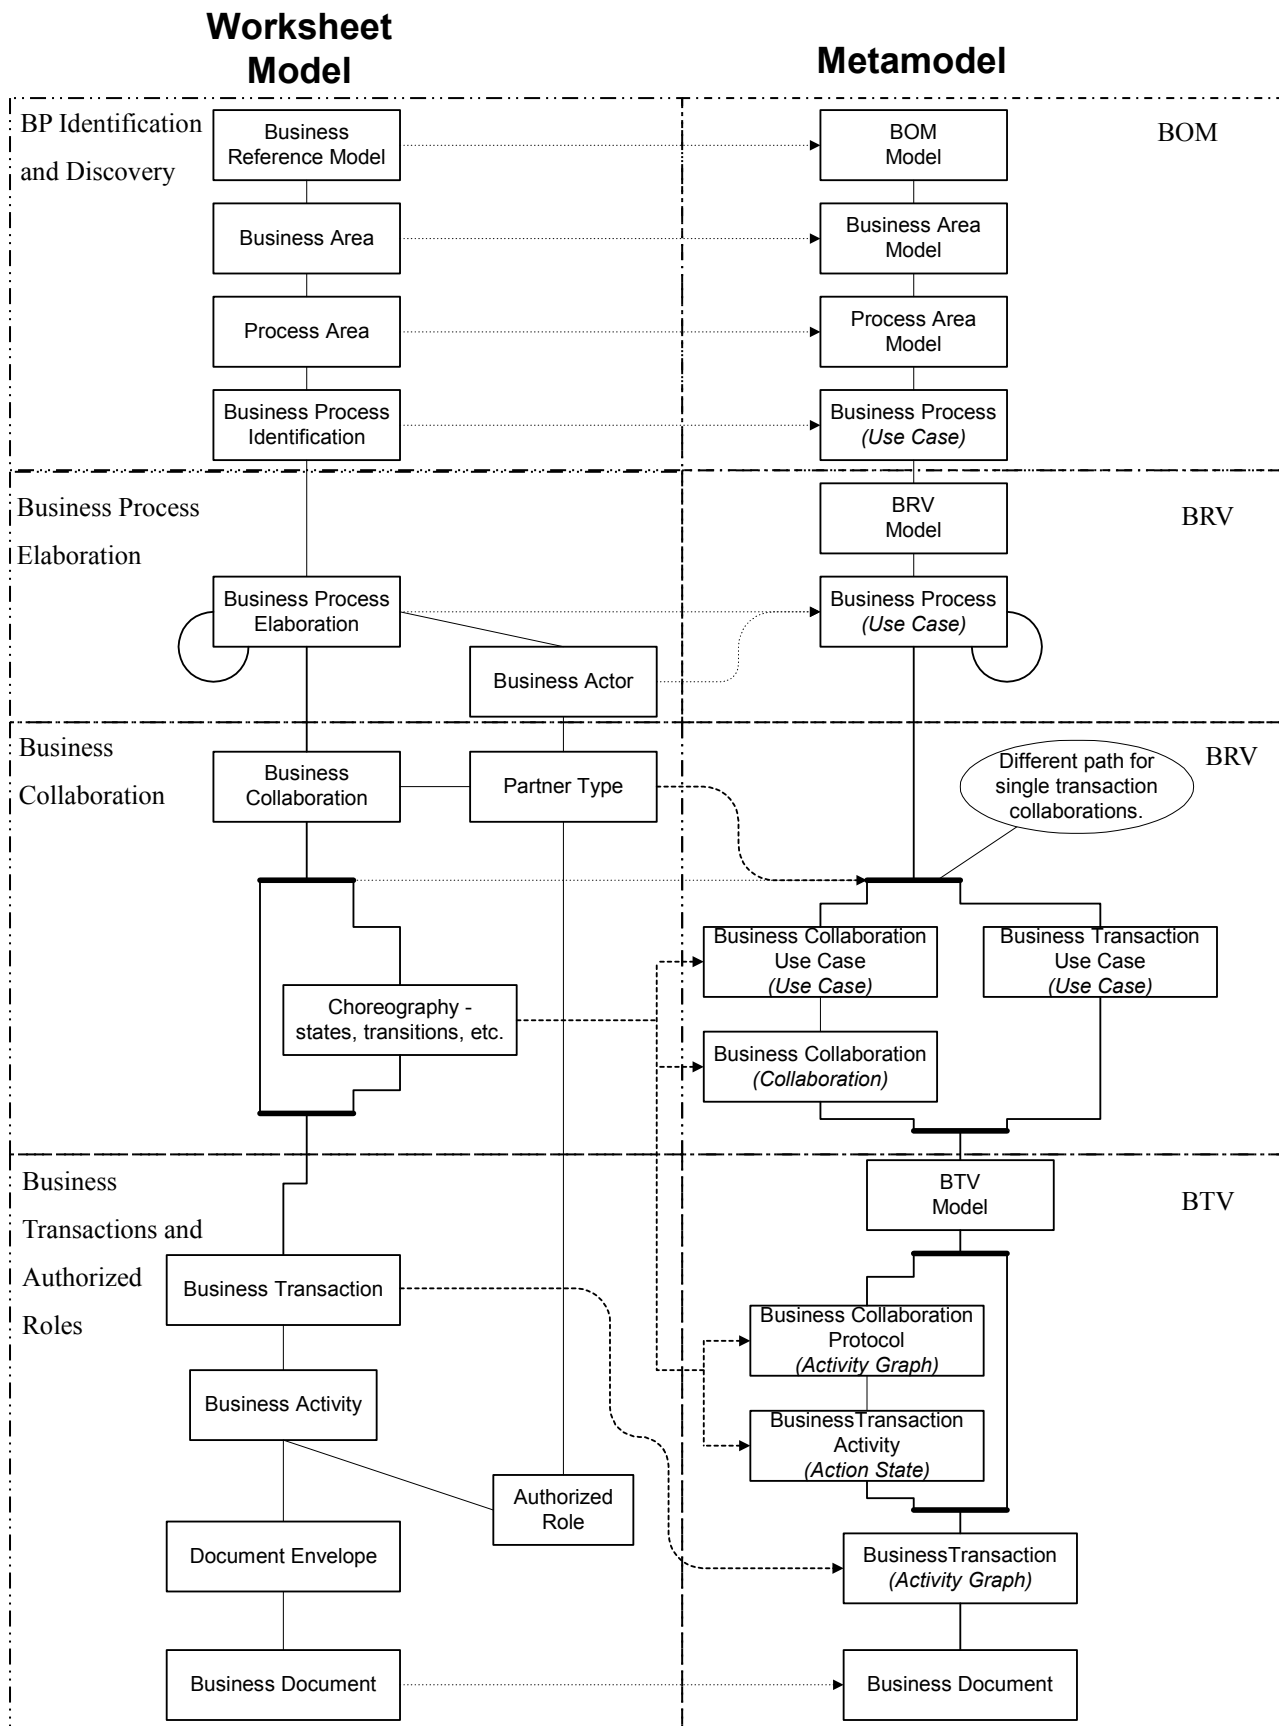 Worksheet
Model
Metamodel
BP Identification
and Discovery
Business
Reference Model
BOM
Model
BOM
Business Area
Business Area
Model
Process Area
Process Area
Model
Business Process
Identification
Business Process
(Use Case)
Business Process
Elaboration
BRV
Model
BRV
Business Process
Elaboration
Business Process
(Use Case)
Business Actor
Business
Collaboration
Business
Collaboration
Partner Type
Different path for
single transaction
collaborations.
BRV
Business Collaboration
Use Case
(Use Case)
Business Transaction
Use Case
(Use Case)
Choreography -
states, transitions, etc.
Business Collaboration
(Collaboration)
Business
Transactions and
Authorized
Roles
BTV
Model
BTV
Business Transaction
Business Collaboration
Protocol
(Activity Graph)
Business Activity
BusinessTransaction
Activity
(Action State)
Authorized
Role
Document Envelope
BusinessTransaction
(Activity Graph)
Business Document
Business Document